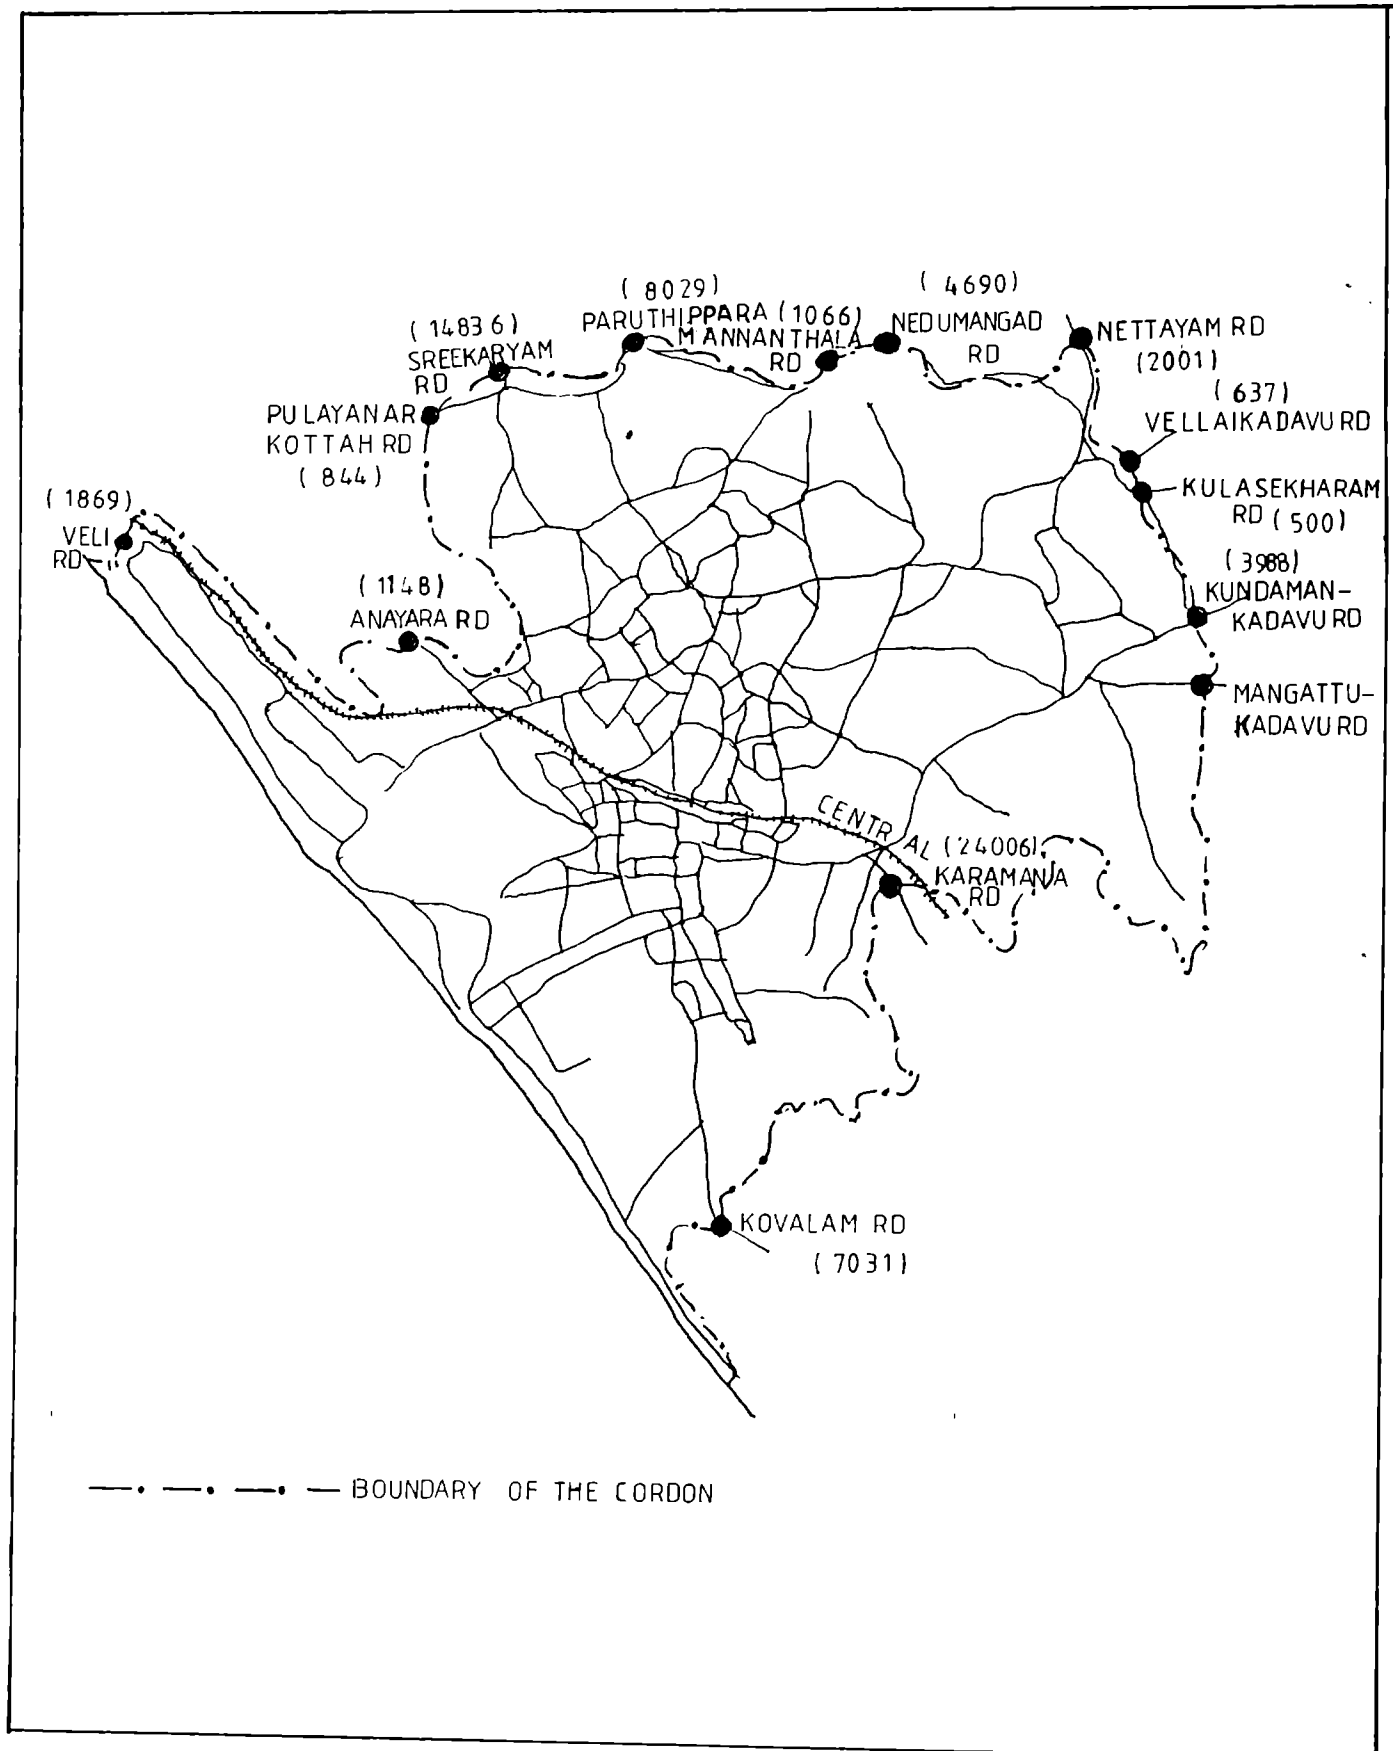 ( 8029)
( 4690)
( 14836)
PARUTHIPPARA (1066)
NEDUMANGAD
RD
MANNANTHALA
RD
NETTAYAM RD
(2001)
SREEKARYAM
RD
( 637)
VELLAIKADAVU RD
PULAYANAR
KOTTAH RD
( 844)
KULASEKHARAM
RD ( 500)
( 1869)
VELI
RD
( 3988)
KUNDAMAN-
KADAVU RD
( 1148)
ANAYARA RD
MANGATTU-
KADAVU RD
CENTRAL
( 24006)
KARAMANA
RD
KOVALAM RD
( 7031)
BOUNDARY OF THE CORDON